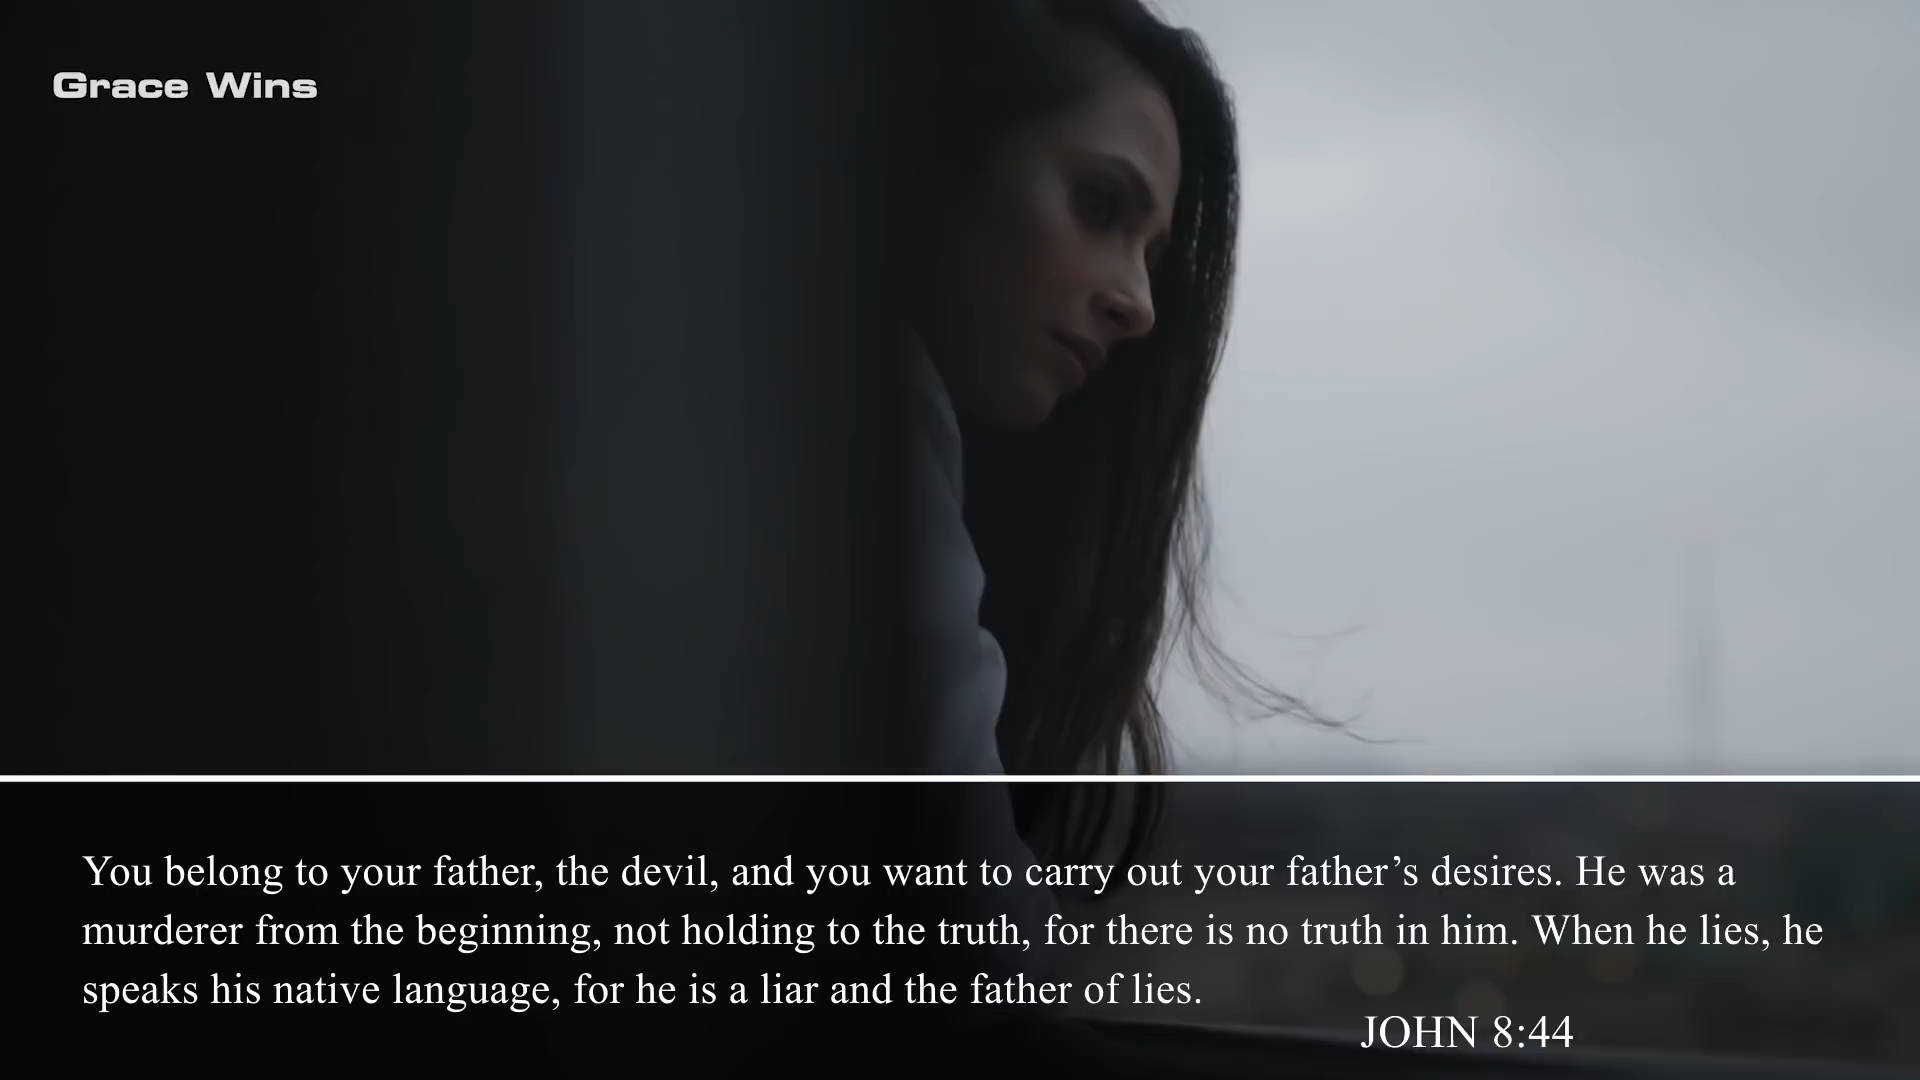 Grace Wins
You belong to your father, the devil, and you want to carry out your father’s desires. He was a
murderer from the beginning, not holding to the truth, for there is no truth in him. When he lies, he
speaks his native language, for he is a liar and the father of lies.
JOHN 8:44